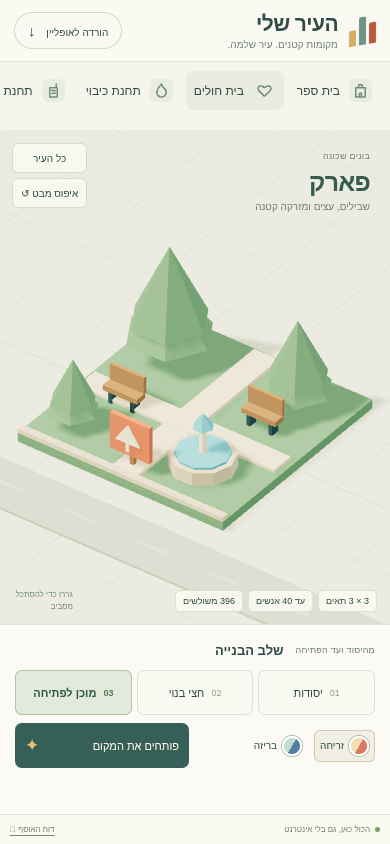 העיר שלי
מקומות קטנים. עיר שלמה.
הורדה לאופליין ↓
בית ספר
בית חולים
תחנת כיבוי
תחנת
בונים שכונה
פארק
שבילים, עצים ומזרקה קטנה
כל העיר
איפוס מבט ↺
3 × 3 תאים
עד 40 אנשים
396 משולשים
גררו כדי להסתכל
מסביב
מהיסוד ועד הפתיחה
שלב הבנייה
01 יסודות
02 חצי בנוי
03 מוכן לפתיחה
זריחה
בריזה
פותחים את המקום
הכול כאן, גם בלי אינטרנט
דוח האוסף